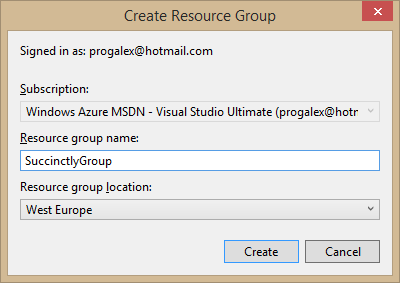 Create Resource Group
Signed in as: progalex@hotmail.com
Subscription:
Windows Azure MSDN - Visual Studio Ultimate (progalex@hotr
Resource group name:
SuccinctlyGroup
Resource group location:
West Europe
Create Cancel